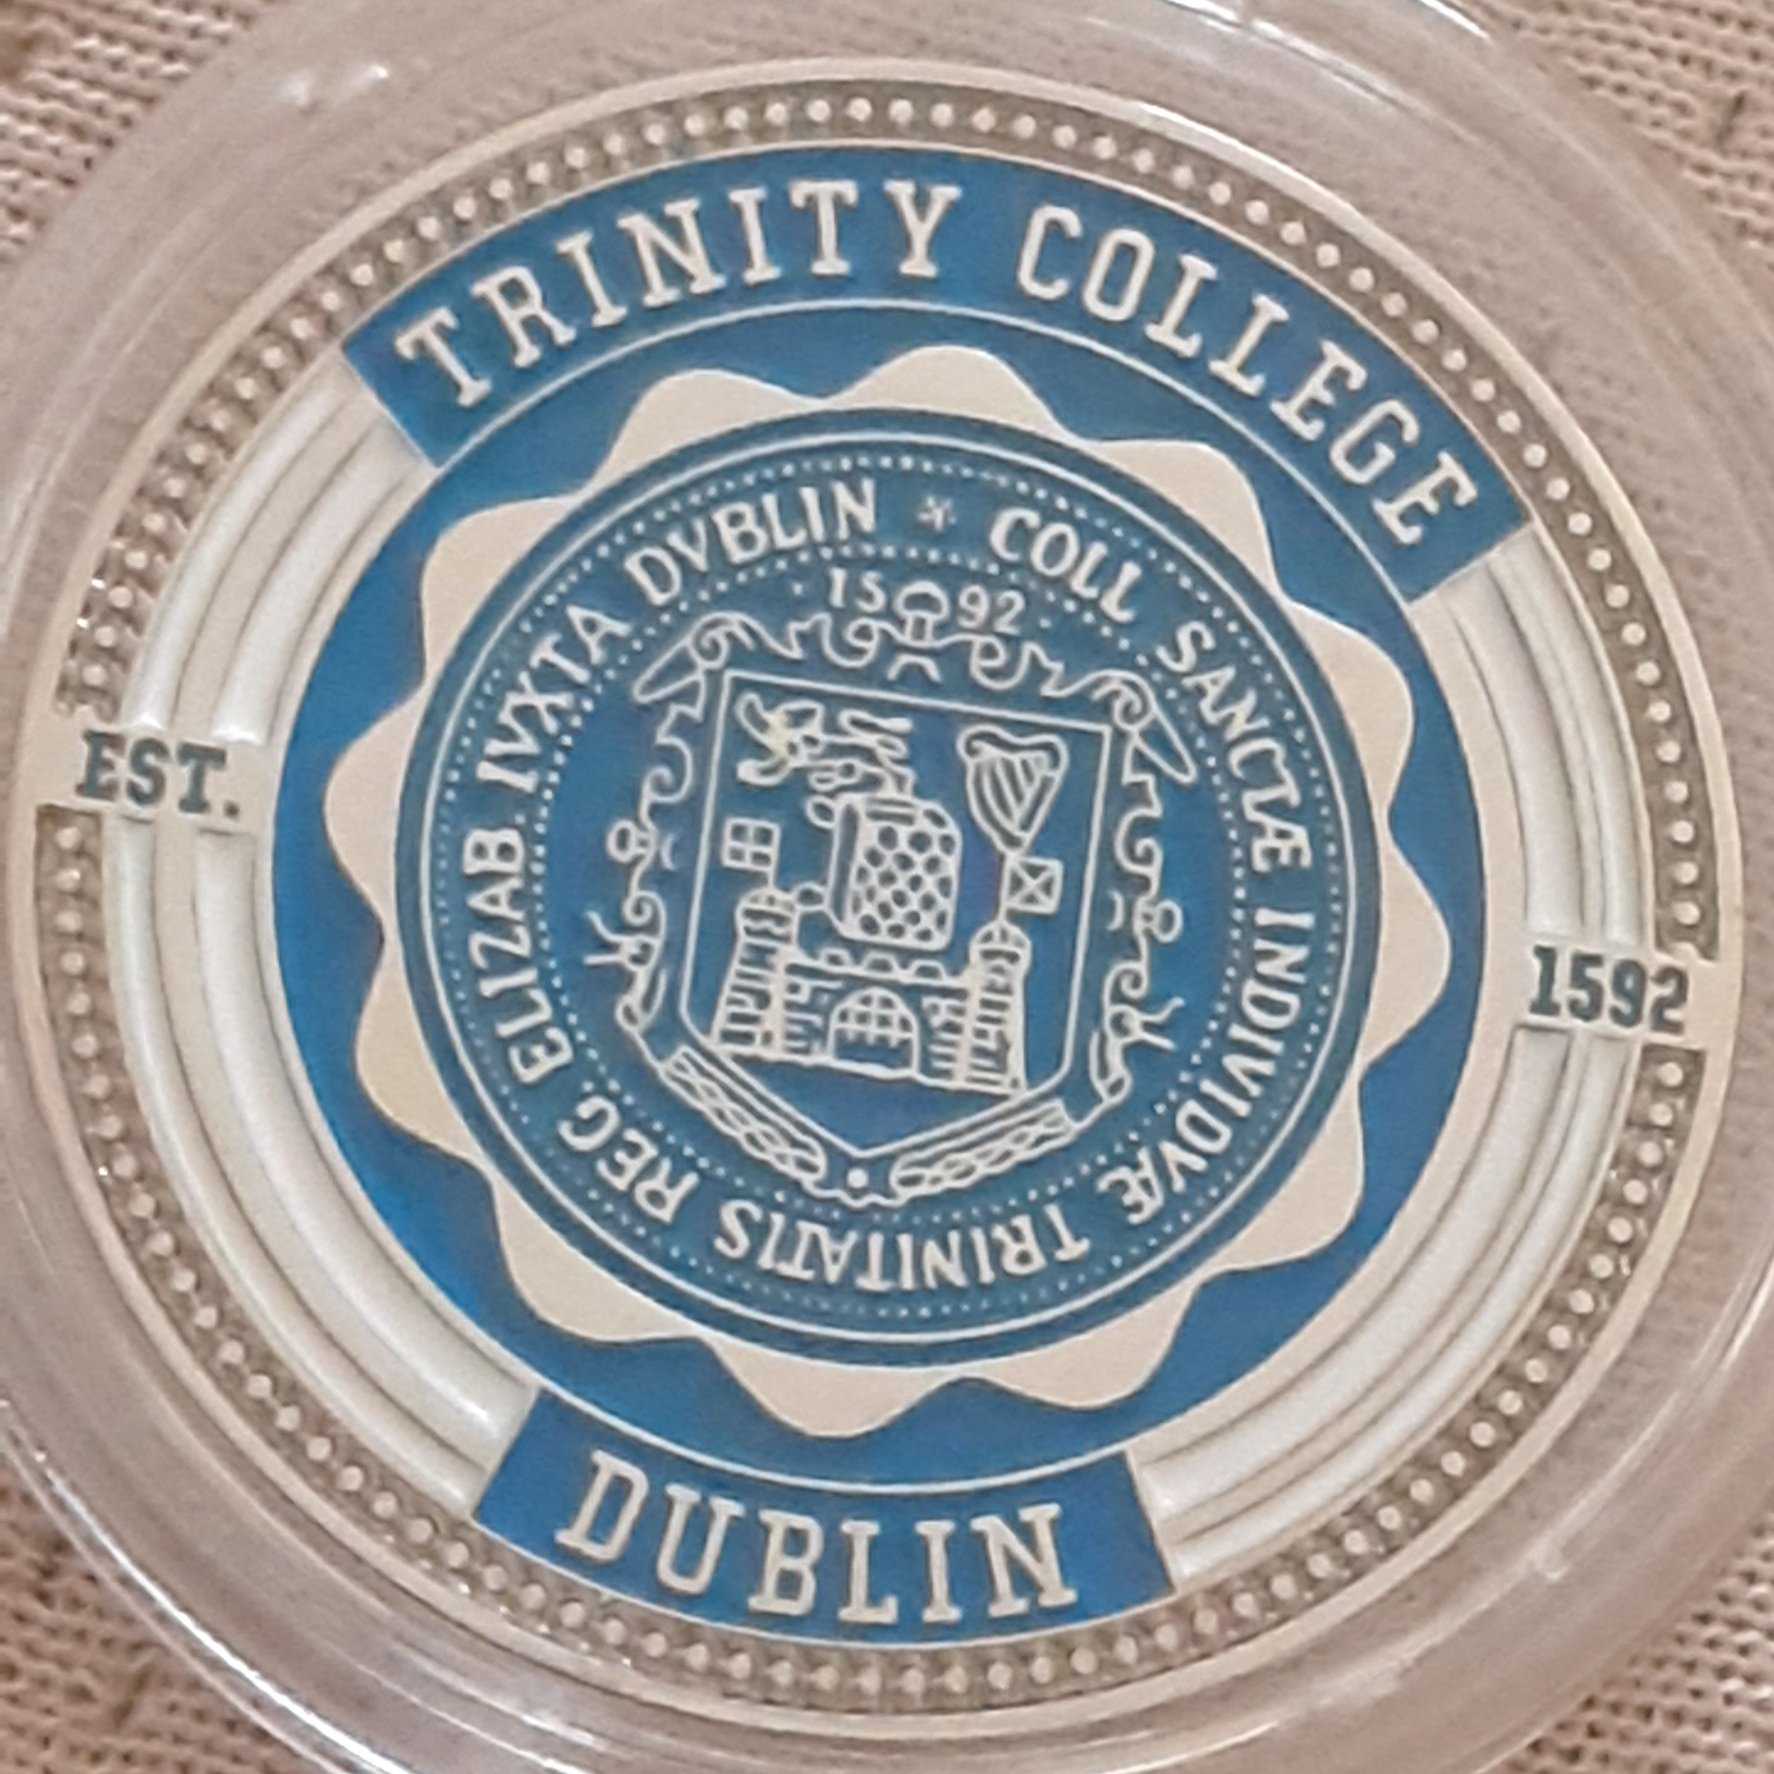 TRINITY COLLEGE
EST.
1592
DUBLIN
COLL SANCTÆ INDIVIDVÆ TRINITATIS REG. ELIZAB. IVXTA DVBLIN *
1592